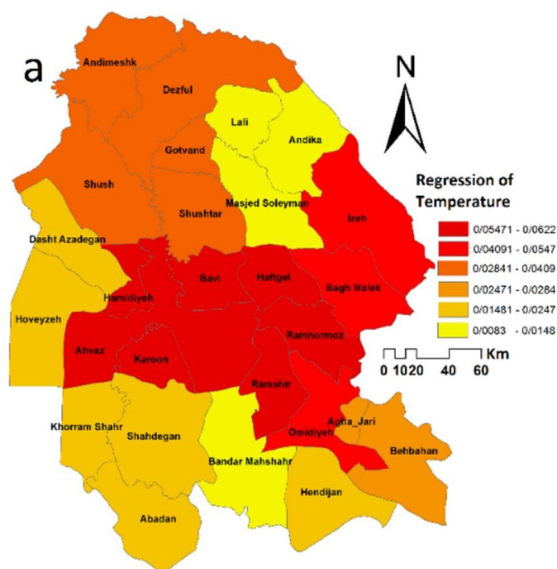 a
N
Andimeshk
Dezful
Lali
Andika
Gotvand
Shush
Shushtar
Masjed Soleyman
Izeh
Dasht Azadegan
Hamidiyeh
Bavi
Haftgel
Bagh Malek
Hoveyzeh
Ahvaz
Karoon
Ramhormoz
Ramshir
Khorram Shahr
Shahdegan
Omidiyeh
Agha_Jari
Behbahan
Bandar Mahshahr
Hendijan
Abadan
Regression of
Temperature
0/05471 - 0/0622
0/04091 - 0/0547
0/02841 - 0/0409
0/02471 - 0/0284
0/01481 - 0/0247
0/0083 - 0/0148
Km
0 1020 40 60